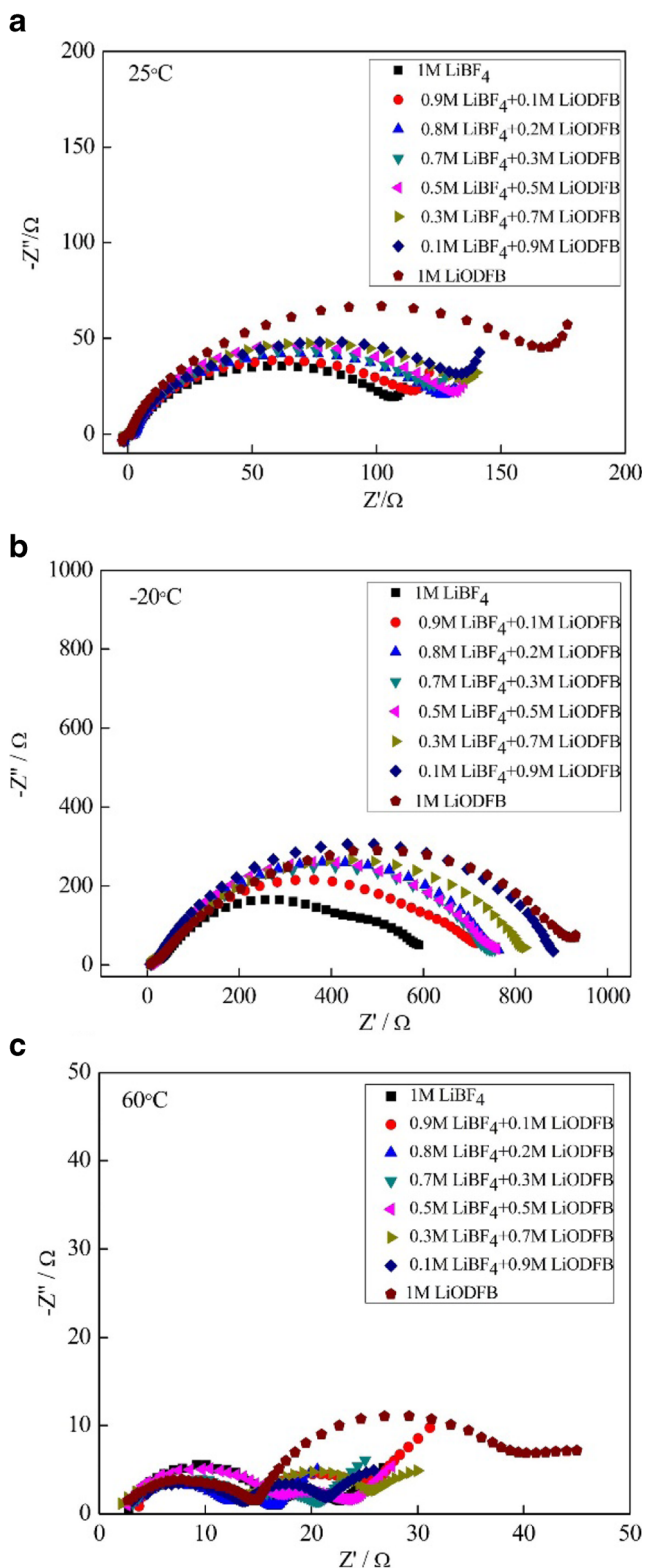 a
200
150
100
50
0
-Z''/Ω
25°C
1M LiBF4
0.9M LiBF4+0.1M LiODFB
0.8M LiBF4+0.2M LiODFB
0.7M LiBF4+0.3M LiODFB
0.5M LiBF4+0.5M LiODFB
0.3M LiBF4+0.7M LiODFB
0.1M LiBF4+0.9M LiODFB
1M LiODFB
0 50 100 150 200
Z'/Ω
b
1000
800
600
400
200
0
-Z'' / Ω
-20°C
1M LiBF4
0.9M LiBF4+0.1M LiODFB
0.8M LiBF4+0.2M LiODFB
0.7M LiBF4+0.3M LiODFB
0.5M LiBF4+0.5M LiODFB
0.3M LiBF4+0.7M LiODFB
0.1M LiBF4+0.9M LiODFB
1M LiODFB
0 200 400 600 800 1000
Z' / Ω
c
50
40
30
20
10
0
-Z'' / Ω
60°C
1M LiBF4
0.9M LiBF4+0.1M LiODFB
0.8M LiBF4+0.2M LiODFB
0.7M LiBF4+0.3M LiODFB
0.5M LiBF4+0.5M LiODFB
0.3M LiBF4+0.7M LiODFB
0.1M LiBF4+0.9M LiODFB
1M LiODFB
0 10 20 30 40 50
Z' / Ω